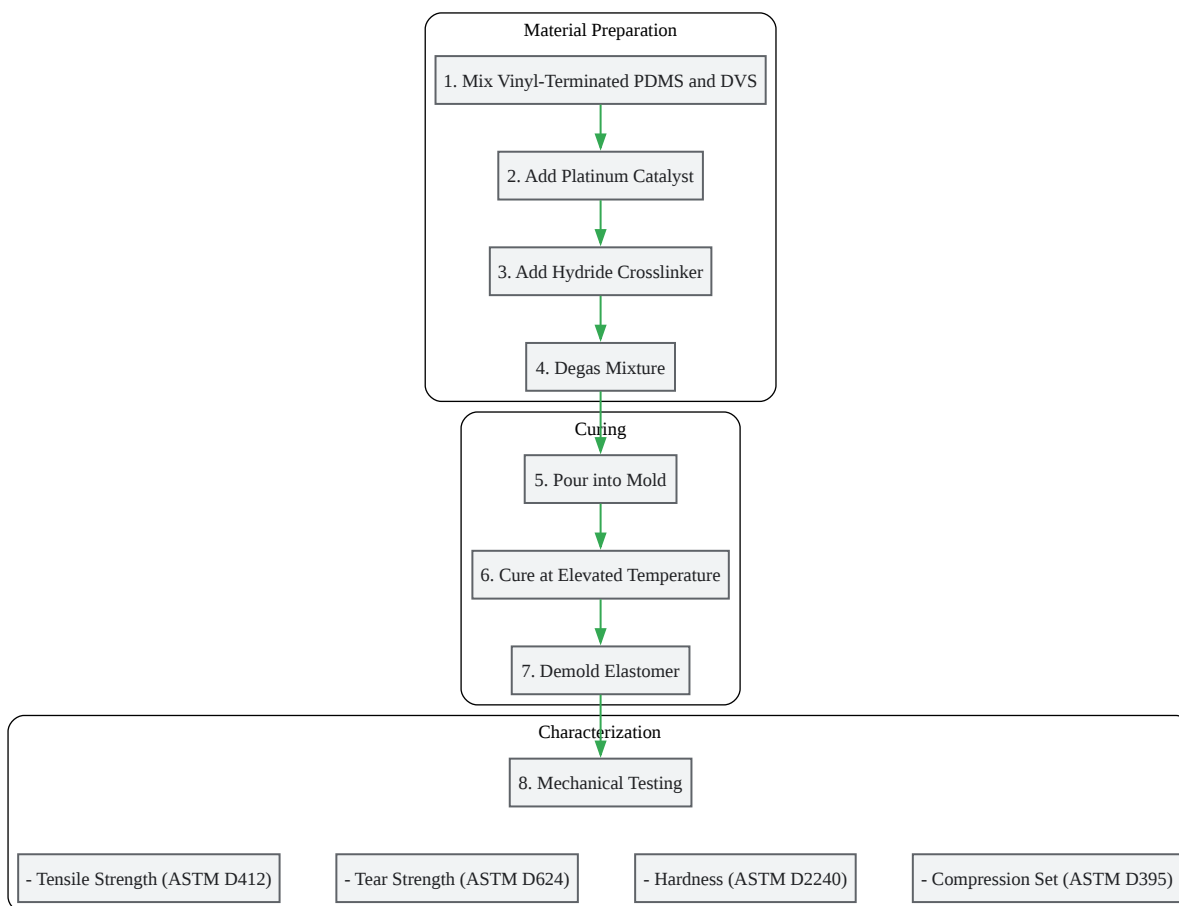 Material Preparation
1. Mix Vinyl-Terminated PDMS and DVS
2. Add Platinum Catalyst
3. Add Hydride Crosslinker
4. Degas Mixture
Curing
5. Pour into Mold
6. Cure at Elevated Temperature
7. Demold Elastomer
Characterization
8. Mechanical Testing
- Tensile Strength (ASTM D412)
- Tear Strength (ASTM D624)
- Hardness (ASTM D2240)
- Compression Set (ASTM D395)